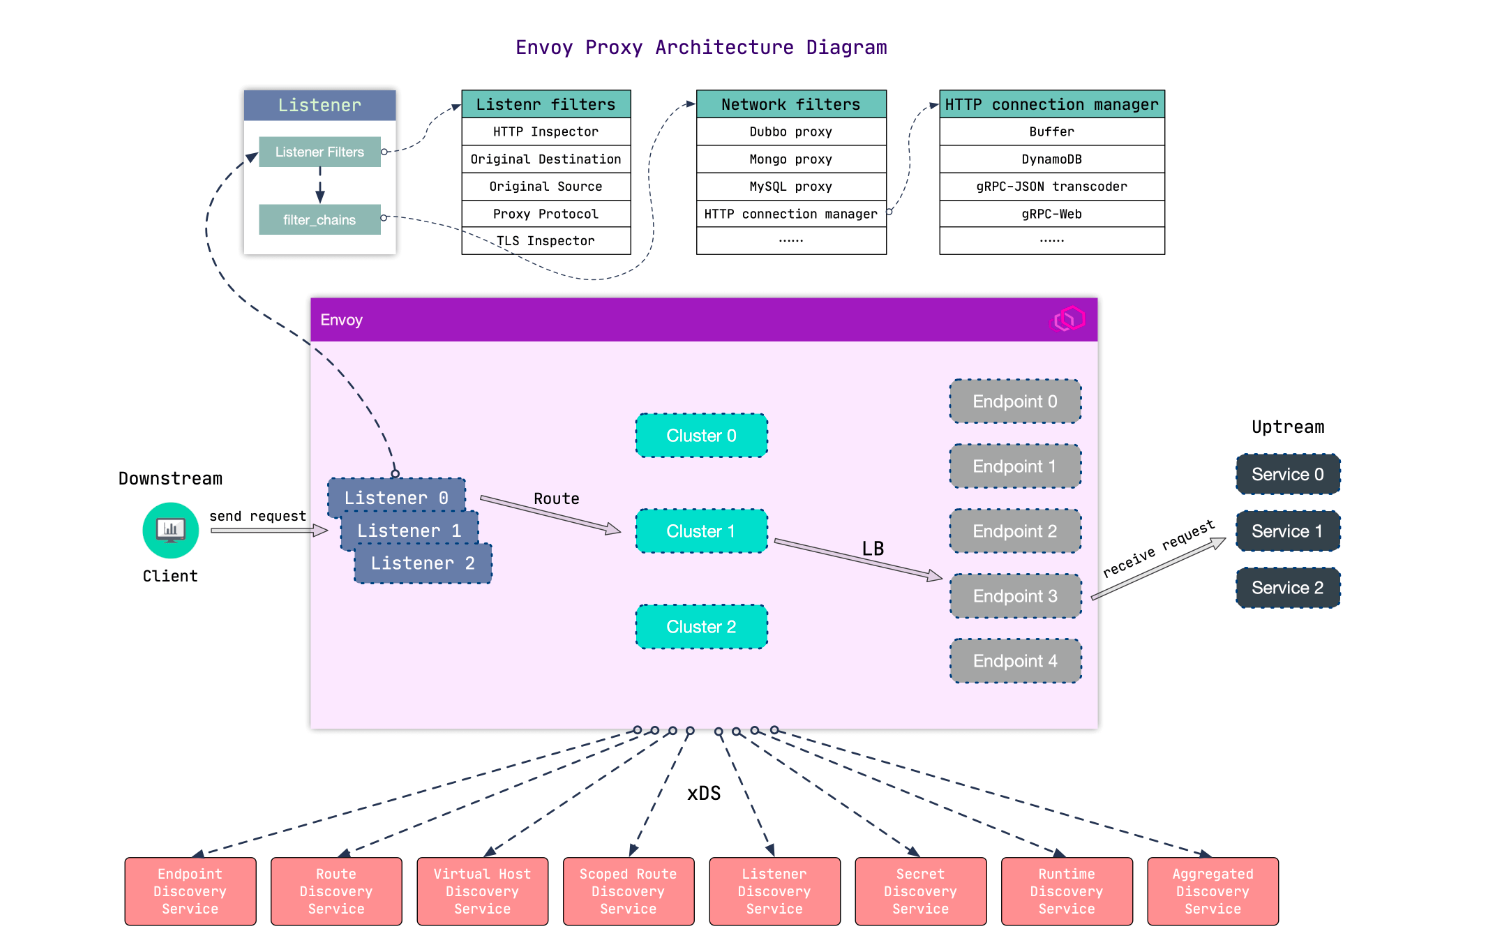 Envoy Proxy Architecture Diagram
Listener
Listener Filters
filter_chains
Listenr filters
HTTP Inspector
Original Destination
Original Source
Proxy Protocol
TLS Inspector
Network filters
Dubbo proxy
Mongo proxy
MySQL proxy
HTTP connection manager
······
HTTP connection manager
Buffer
DynamoDB
gRPC-JSON transcoder
gRPC-Web
······
Envoy
Downstream
Client
send request
Listener 0
Listener 1
Listener 2
Route
Cluster 0
Cluster 1
Cluster 2
LB
Endpoint 0
Endpoint 1
Endpoint 2
Endpoint 3
Endpoint 4
receive request
Uptream
Service 0
Service 1
Service 2
xDS
Endpoint
Discovery
Service
Route
Discovery
Service
Virtual Host
Discovery
Service
Scoped Route
Discovery
Service
Listener
Discovery
Service
Secret
Discovery
Service
Runtime
Discovery
Service
Aggregated
Discovery
Service